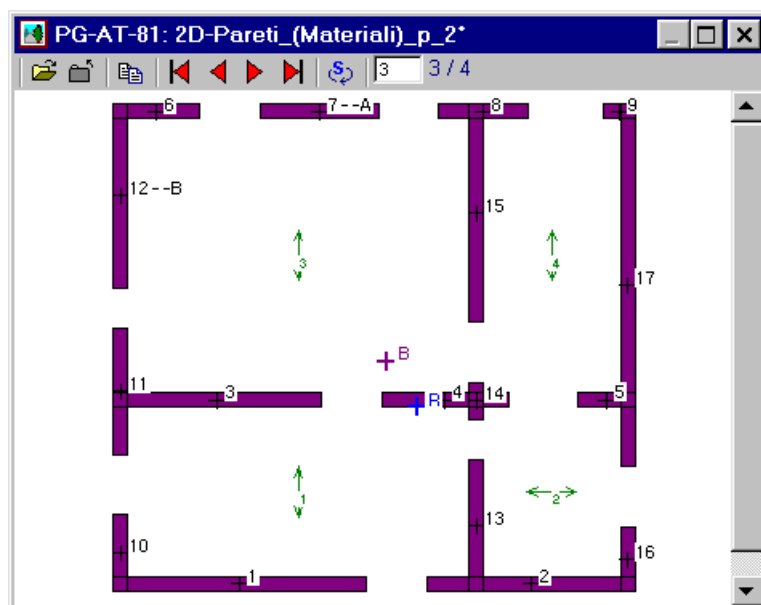 PG-AT-81: 2D-Pareti_(Materiali)_p_2*
S 3 3 / 4
6 7--A 8 9
12--B
15
3 4
17
B
11
3 R 4 14 5
1 2
13
10 16
1 2